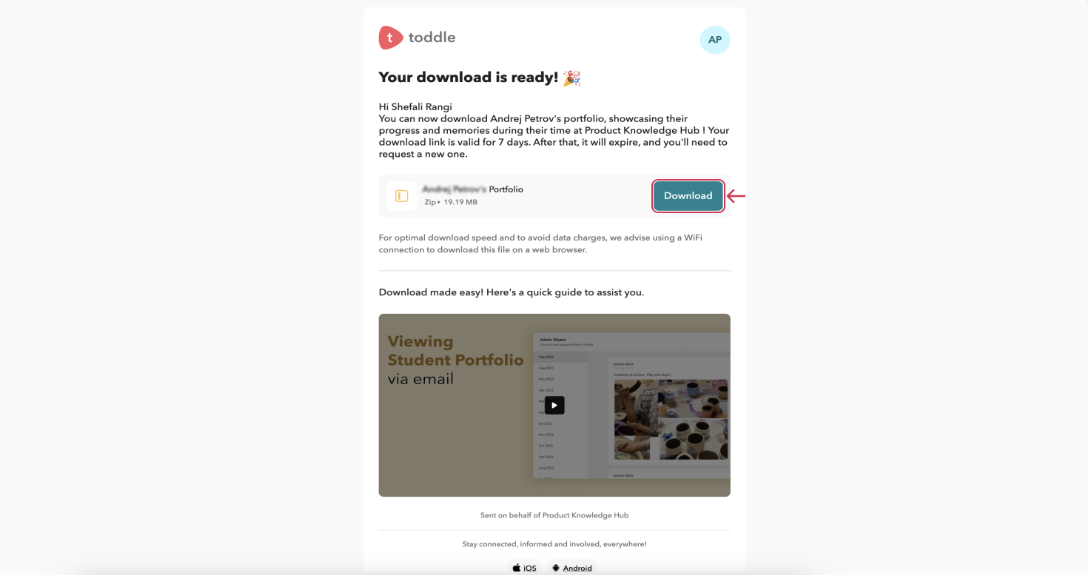 t toddle
AP
Your download is ready! 🎉
Hi Shefali Rangi
You can now download Andrej Petrov's portfolio, showcasing their
progress and memories during their time at Product Knowledge Hub ! Your
download link is valid for 7 days. After that, it will expire, and you'll need to
request a new one.
Andrej Petrov's Portfolio
Zip • 19.19 MB
Download
For optimal download speed and to avoid data charges, we advise using a WiFi
connection to download this file on a web browser.
Download made easy! Here's a quick guide to assist you.
Viewing
Student Portfolio
via email
Sent on behalf of Product Knowledge Hub
Stay connected, informed and involved, everywhere!
iOS
Android